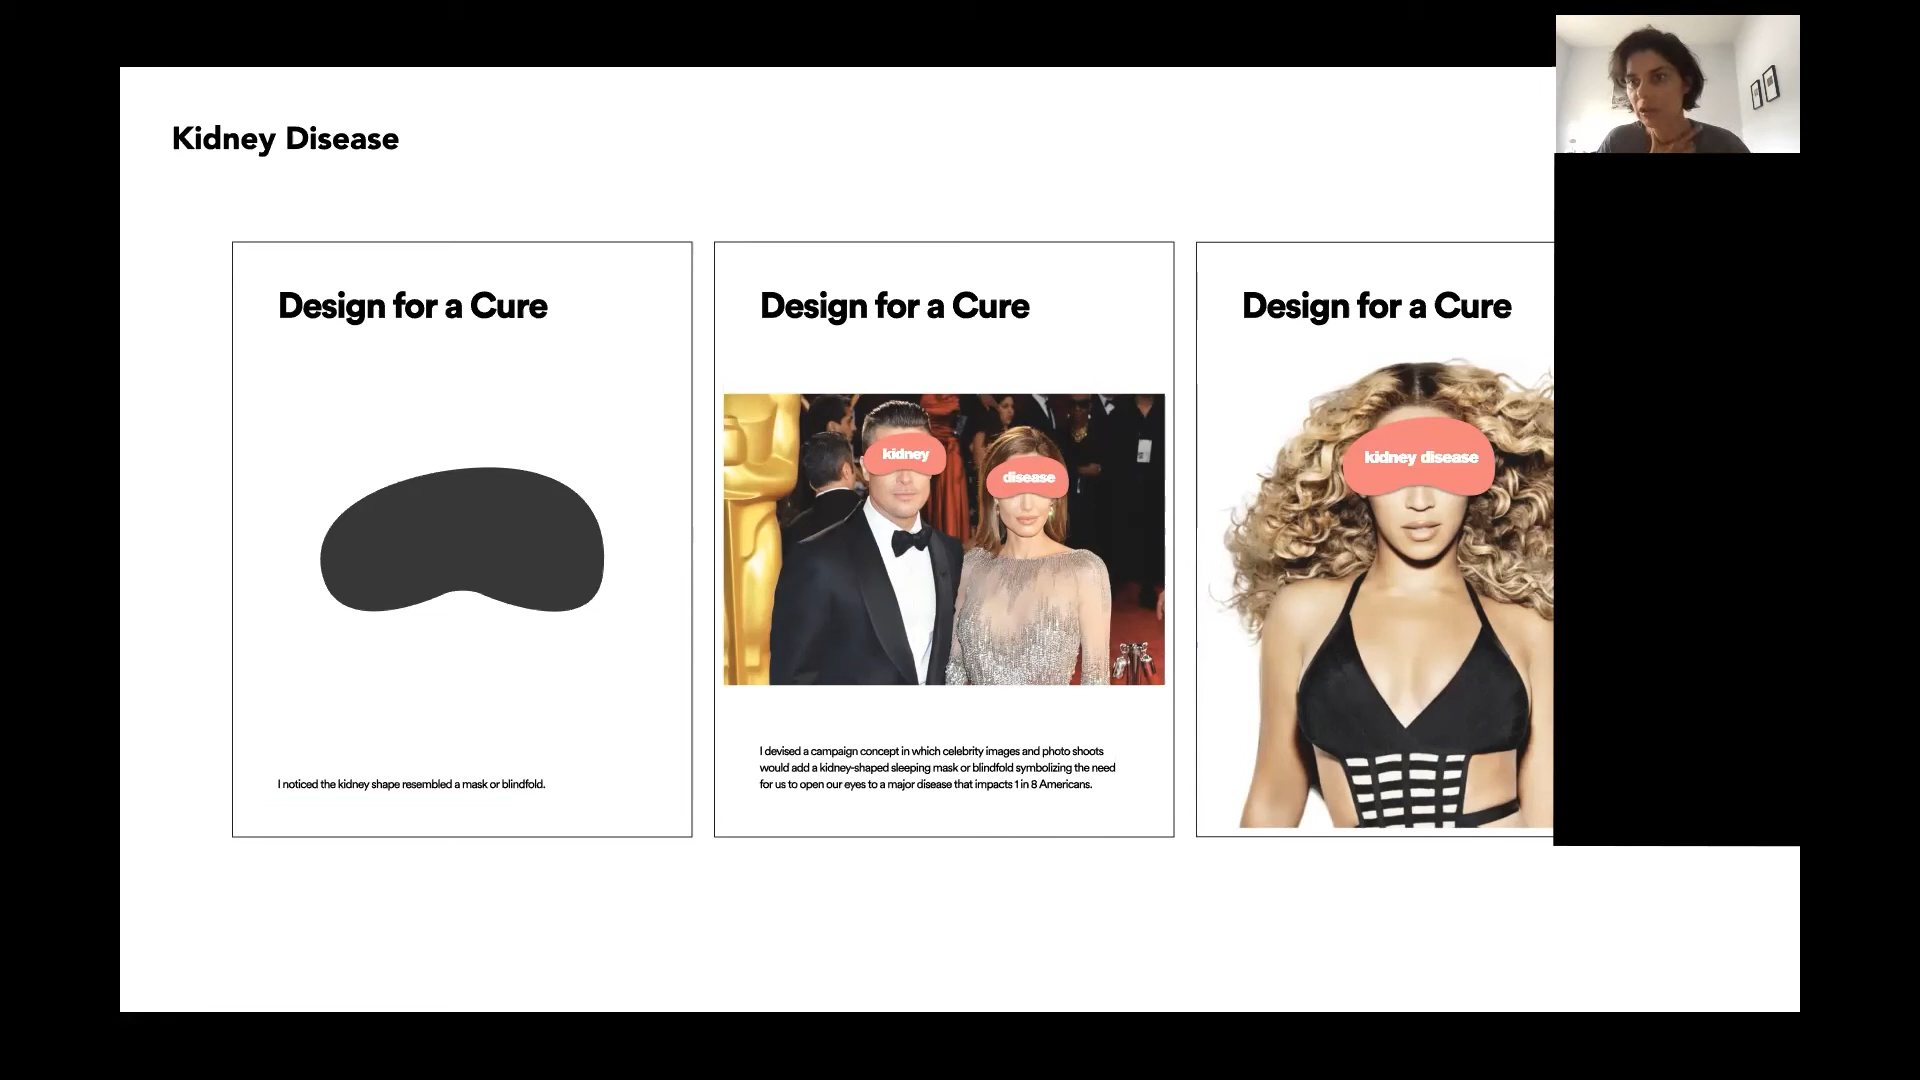 Kidney Disease
Design for a Cure
I noticed the kidney shape resembled a mask or blindfold.
Design for a Cure
kidney
disease
I devised a campaign concept in which celebrity images and photo shoots
would add a kidney-shaped sleeping mask or blindfold symbolizing the need
for us to open our eyes to a major disease that impacts 1 in 8 Americans.
Design for a Cure
kidney disease